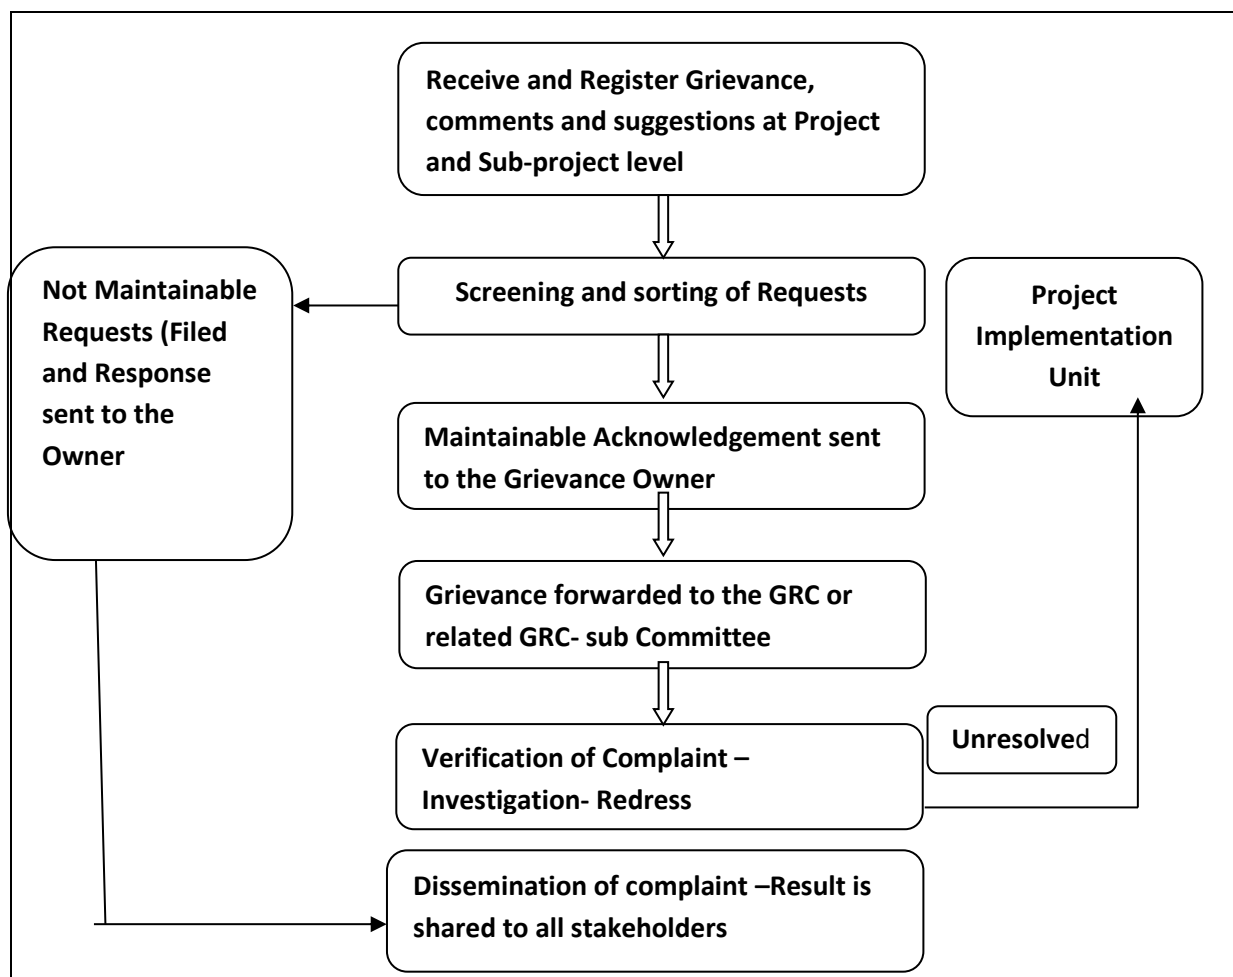 Receive and Register Grievance,
comments and suggestions at Project
and Sub-project level
Not Maintainable
Requests (Filed
and Response
sent to the
Owner
Screening and sorting of Requests
Project
Implementation
Unit
Maintainable Acknowledgement sent
to the Grievance Owner
Grievance forwarded to the GRC or
related GRC- sub Committee
Verification of Complaint –
Investigation- Redress
Unresolved
Dissemination of complaint –Result is
shared to all stakeholders